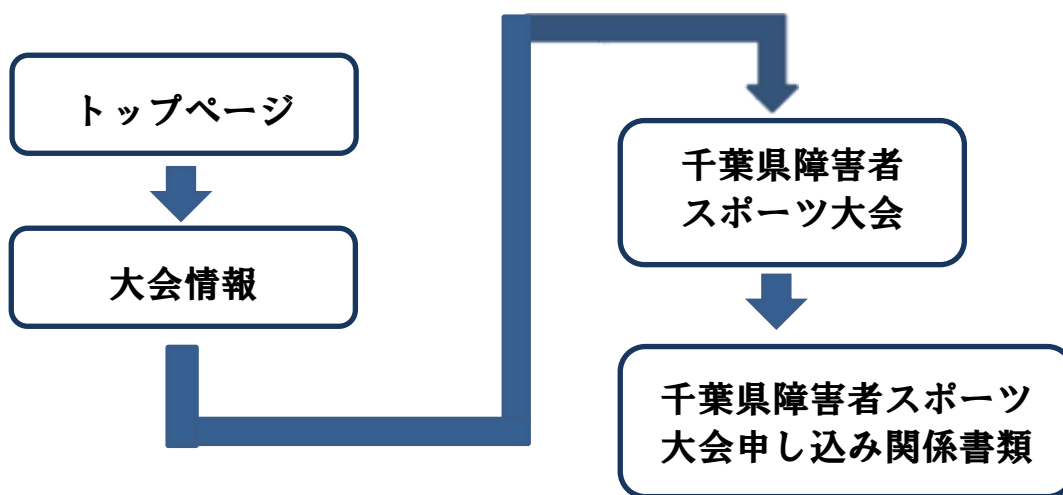 トップページ
大会情報
千葉県障害者
スポーツ大会
千葉県障害者スポーツ
大会申し込み関係書類